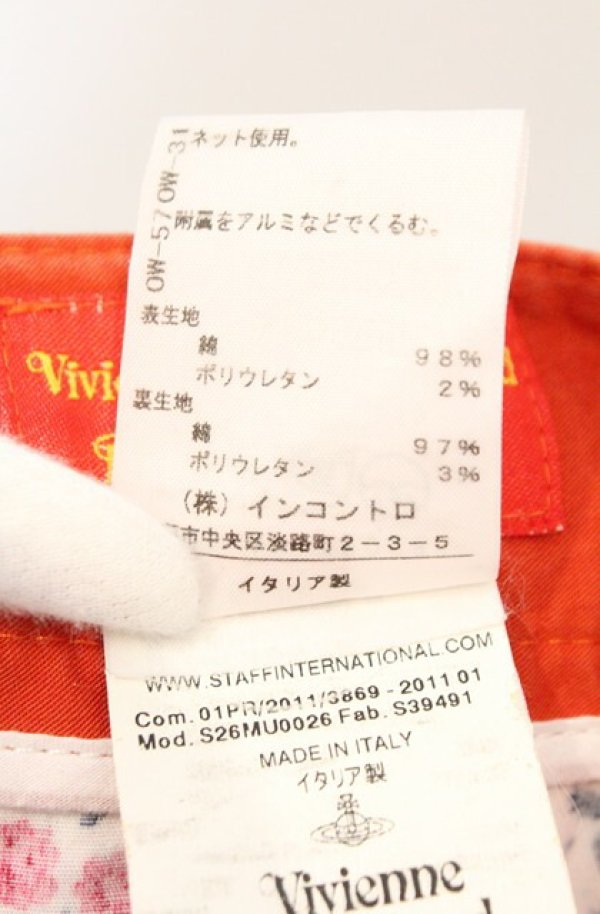 ネット使用。
OW-57OW-31
附属をアルミなどでくるむ。
表生地
綿 98%
ポリウレタン 2%
裏生地
綿 97%
ポリウレタン 3%
(株)インコントロ
市中央区淡路町2-3-5
イタリア製
WWW.STAFFINTERNATIONAL.COM
Com. 01PR/2011/3869 - 2011 01
Mod. S26MU0026 Fab. S39491
MADE IN ITALY
イタリア製
Vivienne